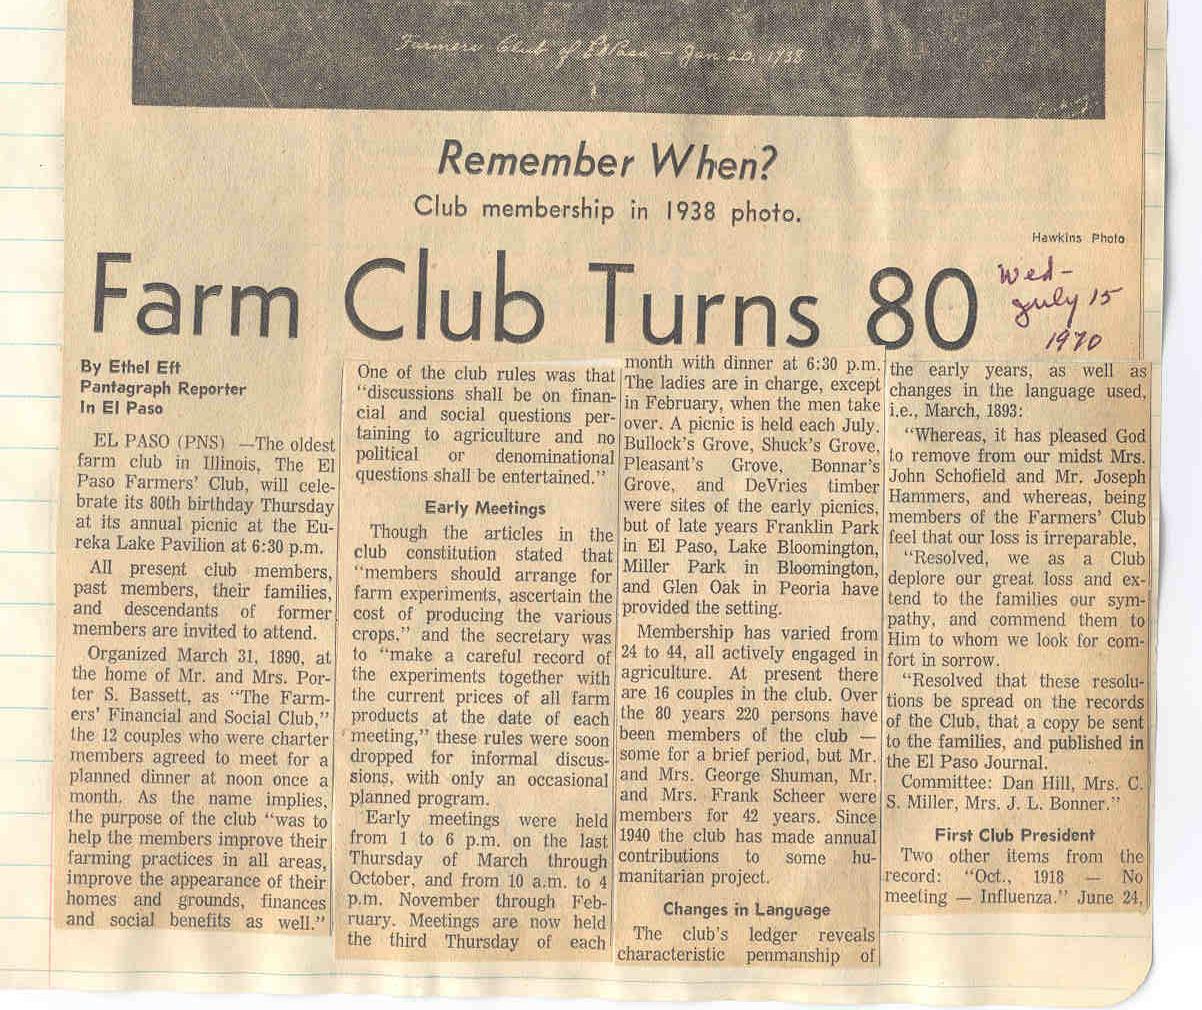 Farmers Club of El Paso - Jan 20, 1938
Remember When?
Club membership in 1938 photo.
Hawkins Photo
Farm Club Turns 80
Wed-
July 15
1970
By Ethel Eft
Pantagraph Reporter
In El Paso
EL PASO (PNS) —The oldest
farm club in Illinois, The El
Paso Farmers' Club, will cele-
brate its 80th birthday Thursday
at its annual picnic at the Eu-
reka Lake Pavilion at 6:30 p.m.
All present club members,
past members, their families,
and descendants of former
members are invited to attend.
Organized March 31, 1890, at
the home of Mr. and Mrs. Por-
ter S. Bassett, as "The Farm-
ers' Financial and Social Club,"
the 12 couples who were charter
members agreed to meet for a
planned dinner at noon once a
month. As the name implies,
the purpose of the club "was to
help the members improve their
farming practices in all areas,
improve the appearance of their
homes and grounds, finances
and social benefits as well."
One of the club rules was that
"discussions shall be on finan-
cial and social questions per-
taining to agriculture and no
political or denominational
questions shall be entertained."
Early Meetings
Though the articles in the
club constitution stated that
"members should arrange for
farm experiments, ascertain the
cost of producing the various
crops," and the secretary was
to "make a careful record of
the experiments together with
the current prices of all farm
products at the date of each
meeting," these rules were soon
dropped for informal discus-
sions, with only an occasional
planned program.
Early meetings were held
from 1 to 6 p.m. on the last
Thursday of March through
October, and from 10 a.m. to 4
p.m. November through Feb-
ruary. Meetings are now held
the third Thursday of each
month with dinner at 6:30 p.m.
The ladies are in charge, except
in February, when the men take
over. A picnic is held each July.
Bullock's Grove, Shuck's Grove,
Pleasant's Grove, Bonnar's
Grove, and DeVries timber
were sites of the early picnics,
but of late years Franklin Park
in El Paso, Lake Bloomington,
Miller Park in Bloomington,
and Glen Oak in Peoria have
provided the setting.
Membership has varied from
24 to 44, all actively engaged in
agriculture. At present there
are 16 couples in the club. Over
the 80 years 220 persons have
been members of the club —
some for a brief period, but Mr.
and Mrs. George Shuman, Mr.
and Mrs. Frank Scheer were
members for 42 years. Since
1940 the club has made annual
contributions to some hu-
manitarian project.
Changes in Language
The club's ledger reveals
characteristic penmanship of
the early years, as well as
changes in the language used,
i.e., March, 1893:
"Whereas, it has pleased God
to remove from our midst Mrs.
John Schofield and Mr. Joseph
Hammers, and whereas, being
members of the Farmers' Club
feel that our loss is irreparable,
"Resolved, we as a Club
deplore our great loss and ex-
tend to the families our sym-
pathy, and commend them to
Him to whom we look for com-
fort in sorrow.
"Resolved that these resolu-
tions be spread on the records
of the Club, that a copy be sent
to the families, and published in
the El Paso Journal.
Committee: Dan Hill, Mrs. C.
S. Miller, Mrs. J. L. Bonner."
First Club President
Two other items from the
record: "Oct., 1918 — No
meeting — Influenza." June 24,